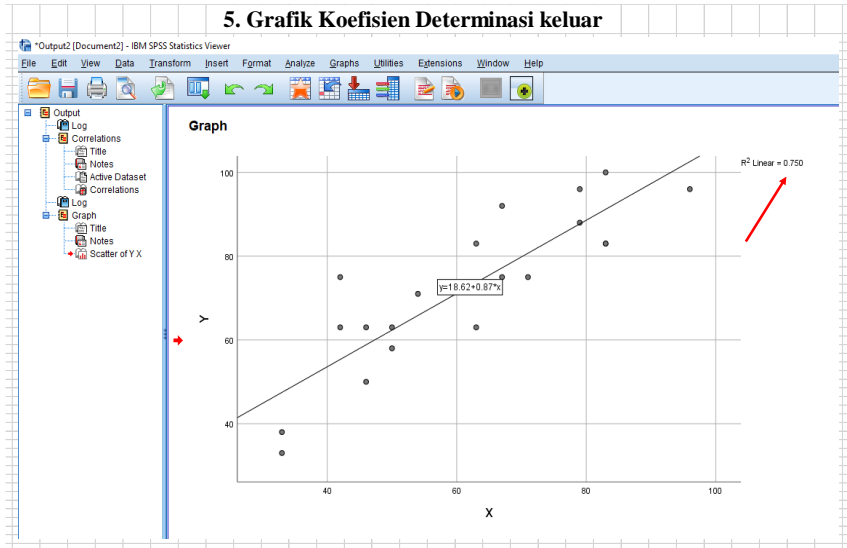 5. Grafik Koefisien Determinasi keluar
*Output2 [Document2] - IBM SPSS Statistics Viewer
File Edit View Data Transform Insert Format Analyze Graphs Utilities Extensions Window Help
Output
Log
Correlations
Title
Notes
Active Dataset
Correlations
Log
Graph
Title
Notes
Scatter of Y X
Graph
R² Linear = 0.750
100
80
60
40
Y
y=18.62+0.87*x
40 60 80 100
X